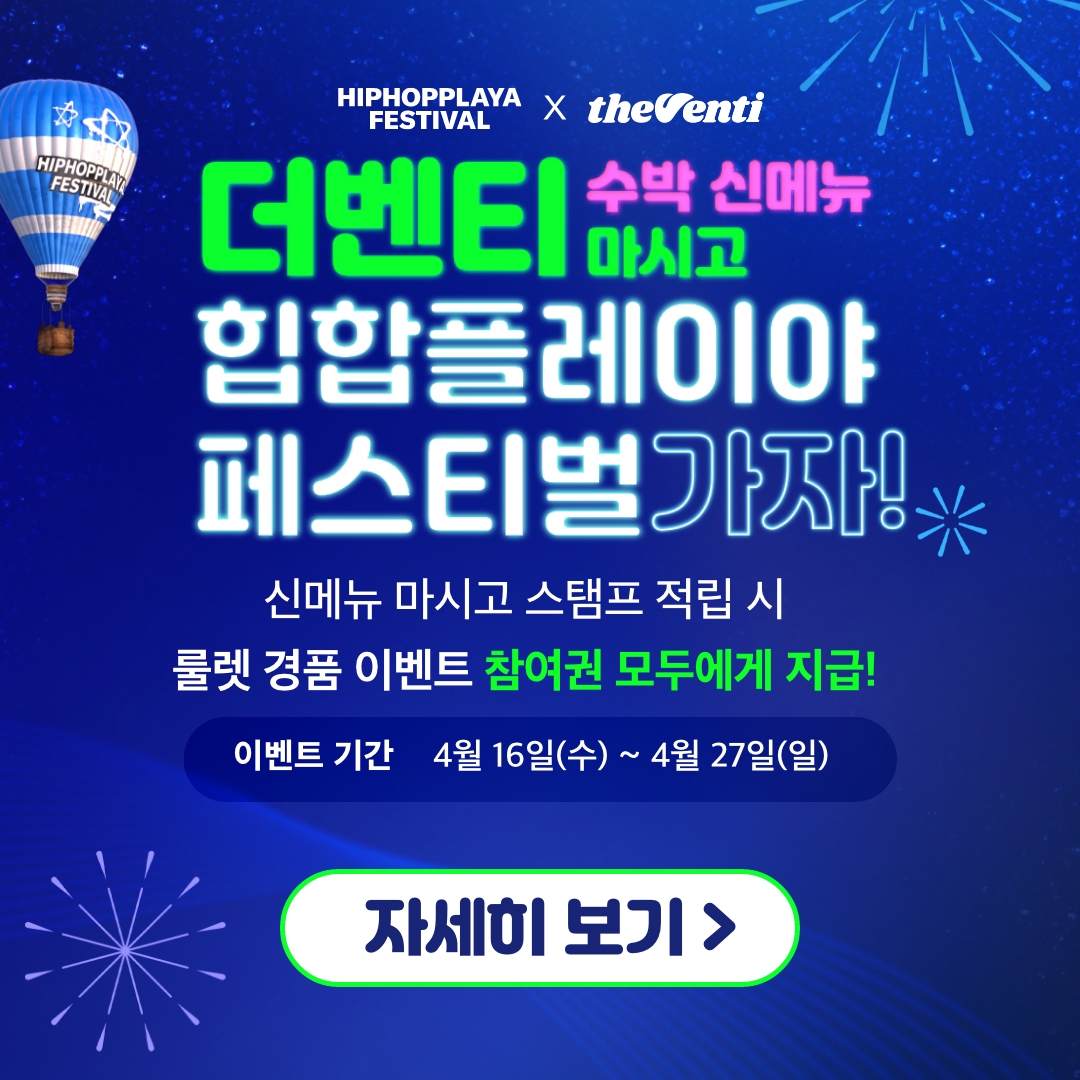 HIPHOPPLAYA
FESTIVAL
X
theVenti
HIPHOPPLAYA
FESTIVAL
더벤티
수박 신메뉴
마시고
힙합플레이야
페스티벌가자!
신메뉴 마시고 스탬프 적립 시
룰렛 경품 이벤트 참여권 모두에게 지급!
이벤트 기간 4월 16일(수) ~ 4월 27일(일)
자세히 보기 >